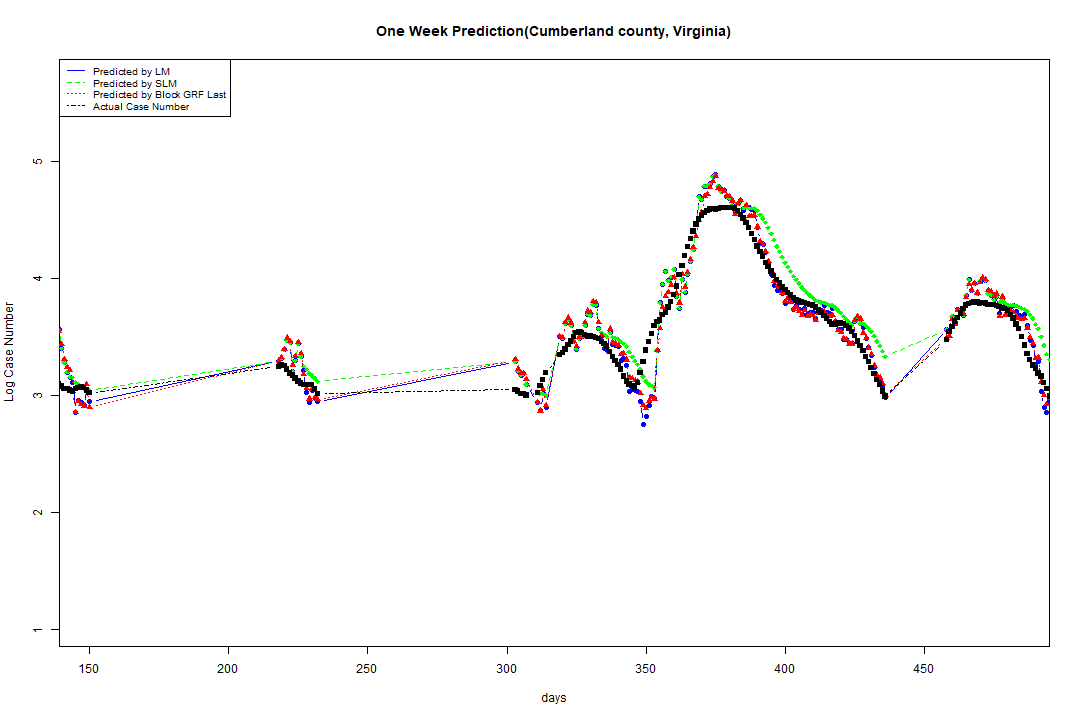 One Week Prediction(Cumberland county, Virginia)
Predicted by LM
Predicted by SLM
Predicted by Block GRF Last
Actual Case Number
5
4
3
2
1
Log Case Number
150 200 250 300 350 400 450
days